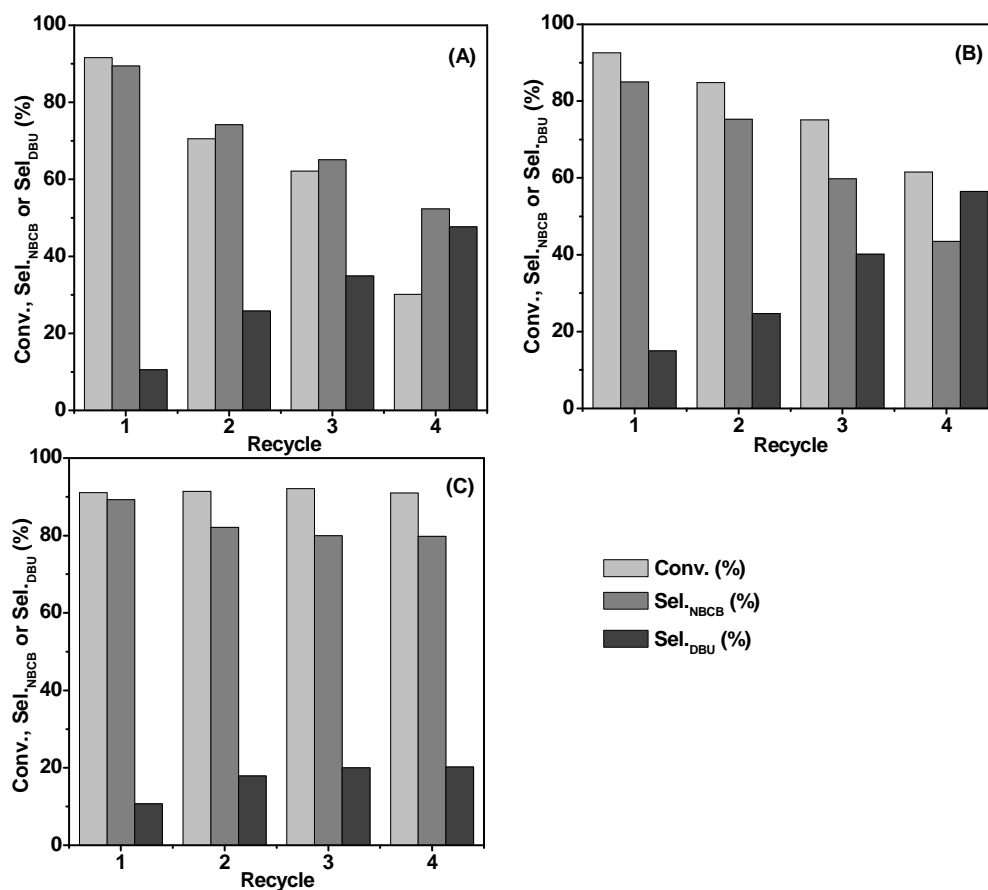 (A)
Conv., Sel.NBCB or Sel.DBU (%)
100
80
60
40
20
0
1 2 3 4
Recycle
(B)
Conv., Sel.NBCB or Sel.DBU (%)
100
80
60
40
20
0
1 2 3 4
Recycle
(C)
Conv., Sel.NBCB or Sel.DBU (%)
100
80
60
40
20
0
1 2 3 4
Recycle
Conv. (%)
Sel.NBCB (%)
Sel.DBU (%)